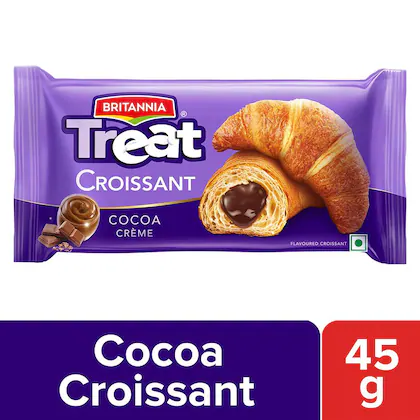 BRITANNIA
Treat®
CROISSANT
COCOA
CRÈME
FLAVOURED CROISSANT
Cocoa
Croissant
45
g